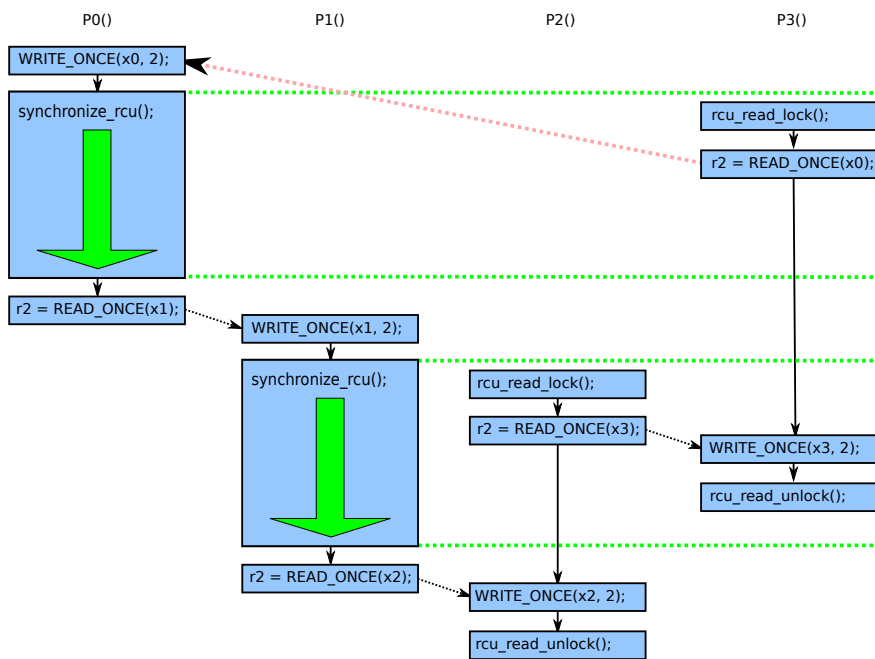 P0()
P1()
P2()
P3()
WRITE_ONCE(x0, 2);
synchronize_rcu();
rcu_read_lock();
r2 = READ_ONCE(x0);
r2 = READ_ONCE(x1);
WRITE_ONCE(x1, 2);
synchronize_rcu();
rcu_read_lock();
r2 = READ_ONCE(x3);
WRITE_ONCE(x3, 2);
rcu_read_unlock();
r2 = READ_ONCE(x2);
WRITE_ONCE(x2, 2);
rcu_read_unlock();